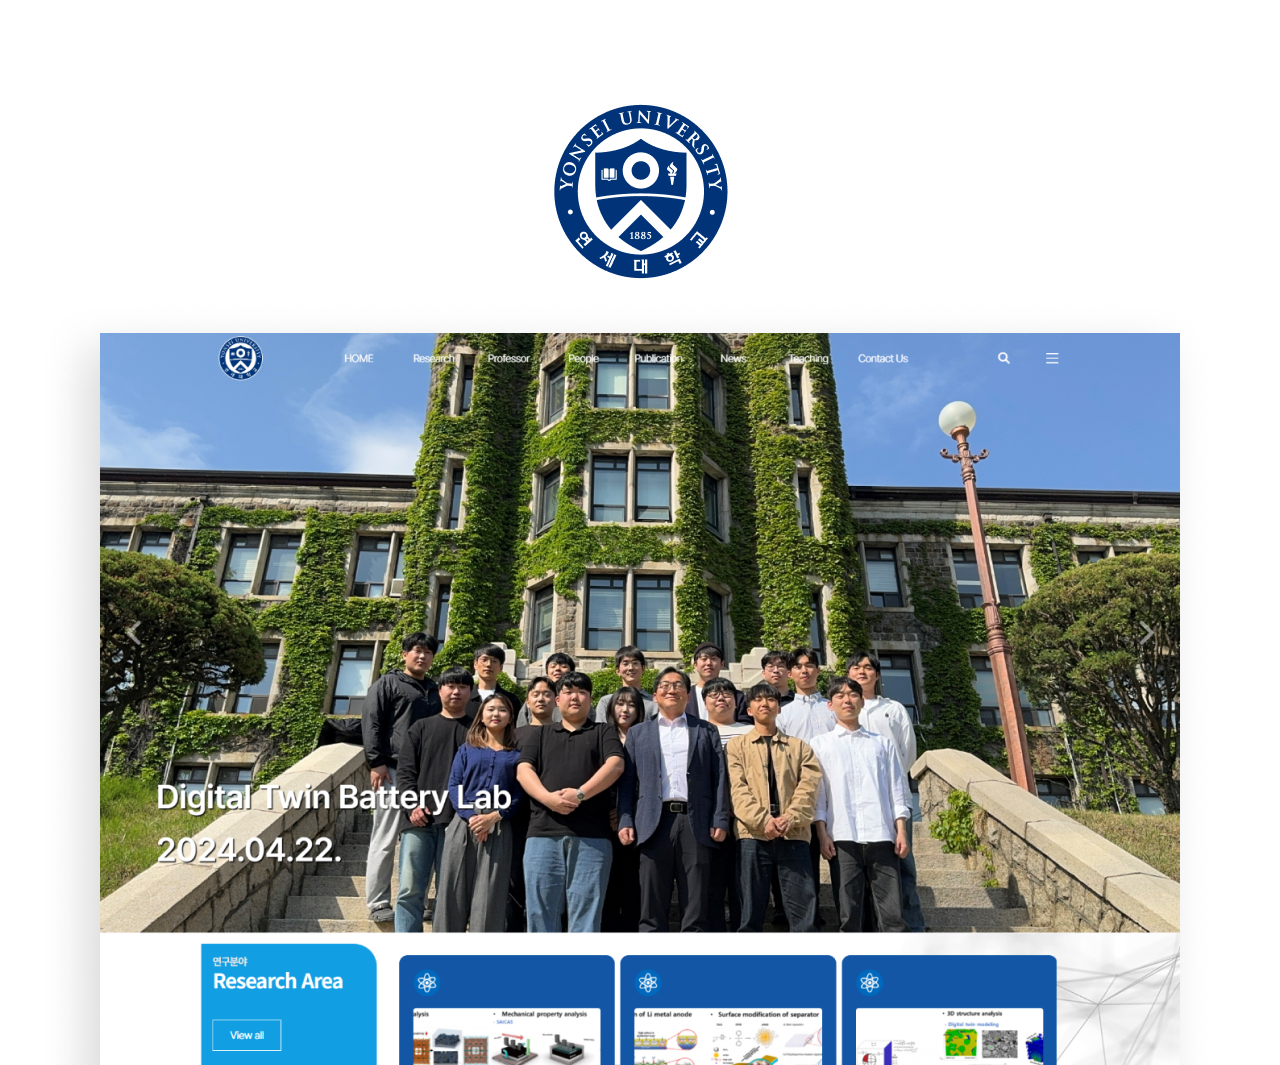 YONSEI UNIVERSITY
1885
연세대학교
HOME Research Professor People Publication News Teaching Contact Us
Digital Twin Battery Lab
2024.04.22.
연구분야
Research Area
View all
alysis • Mechanical property analysis
SAICAS
n of Li metal anode • Surface modification of separator
• 3D structure analysis
- Digital twin modeling